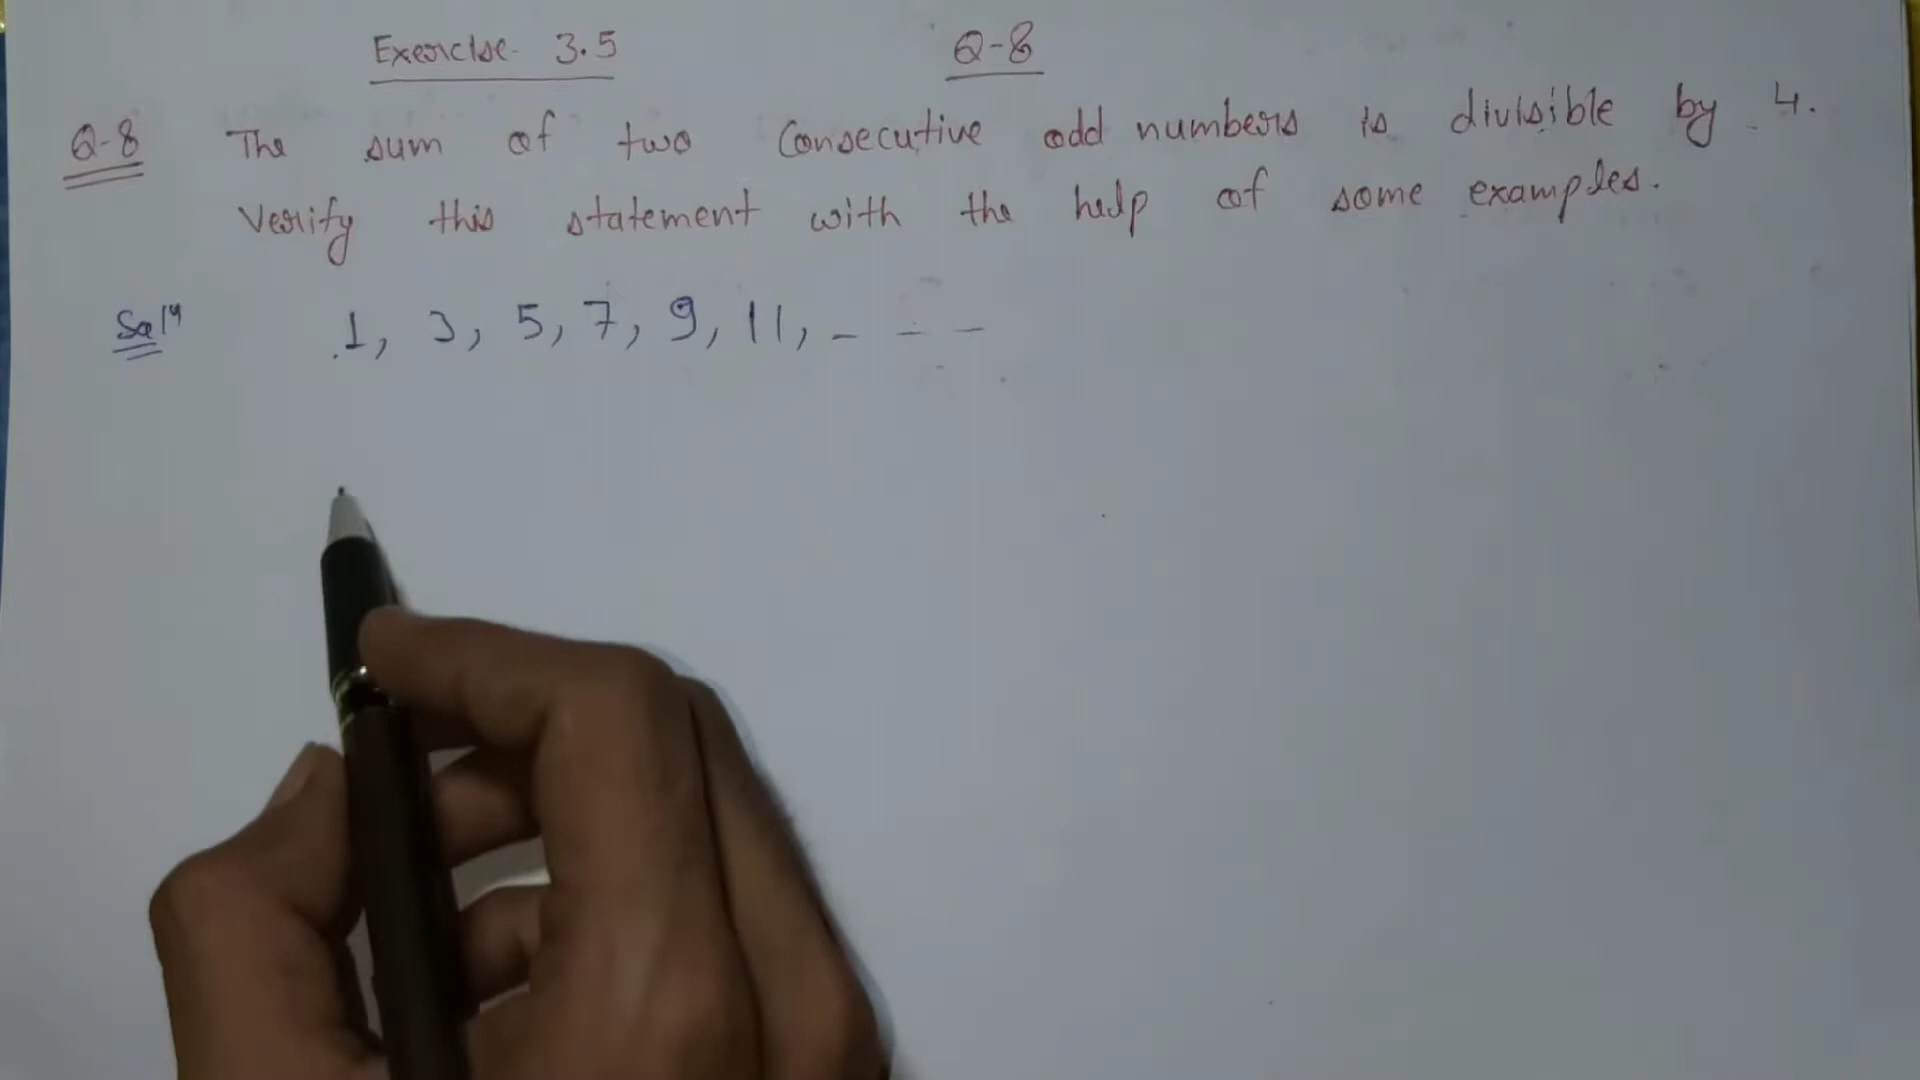 Exercise 3.5 Q-8
Q-8 The sum of two Consecutive odd numbers is divisible by 4.
Verify this statement with the help of some examples.
Solⁿ 1, 3, 5, 7, 9, 11, - - -